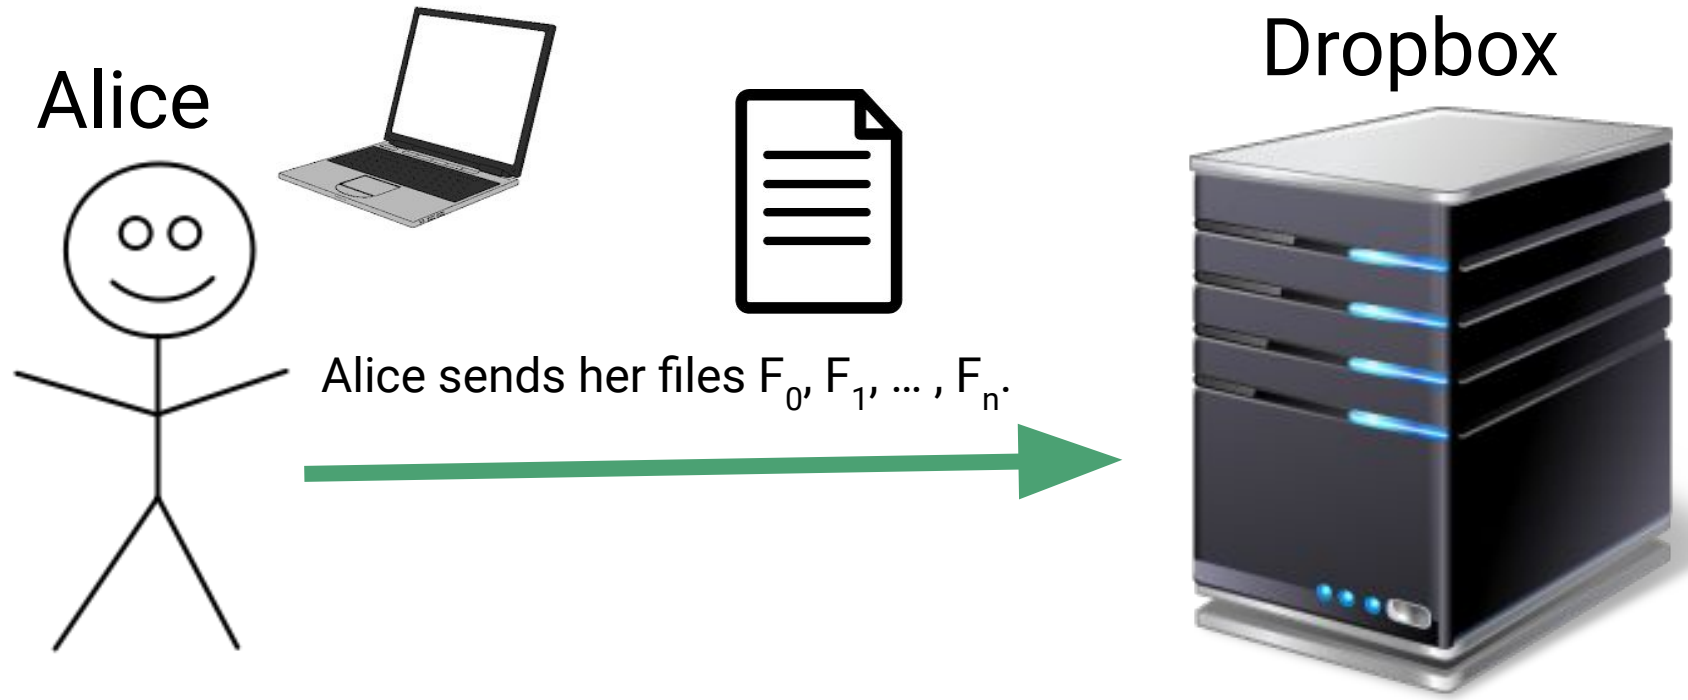 Alice
Dropbox
Alice sends her files F₀, F₁, … , Fₙ.